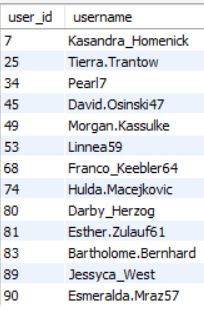 user_id username
7 Kasandra_Homenick
25 Tierra.Trantow
34 Pearl7
45 David.Osinski47
49 Morgan.Kassulke
53 Linnea59
68 Franco_Keebler64
74 Hulda.Macejkovic
80 Darby_Herzog
81 Esther.Zulauf61
83 Bartholome.Bernhard
89 Jessyca_West
90 Esmeralda.Mraz57